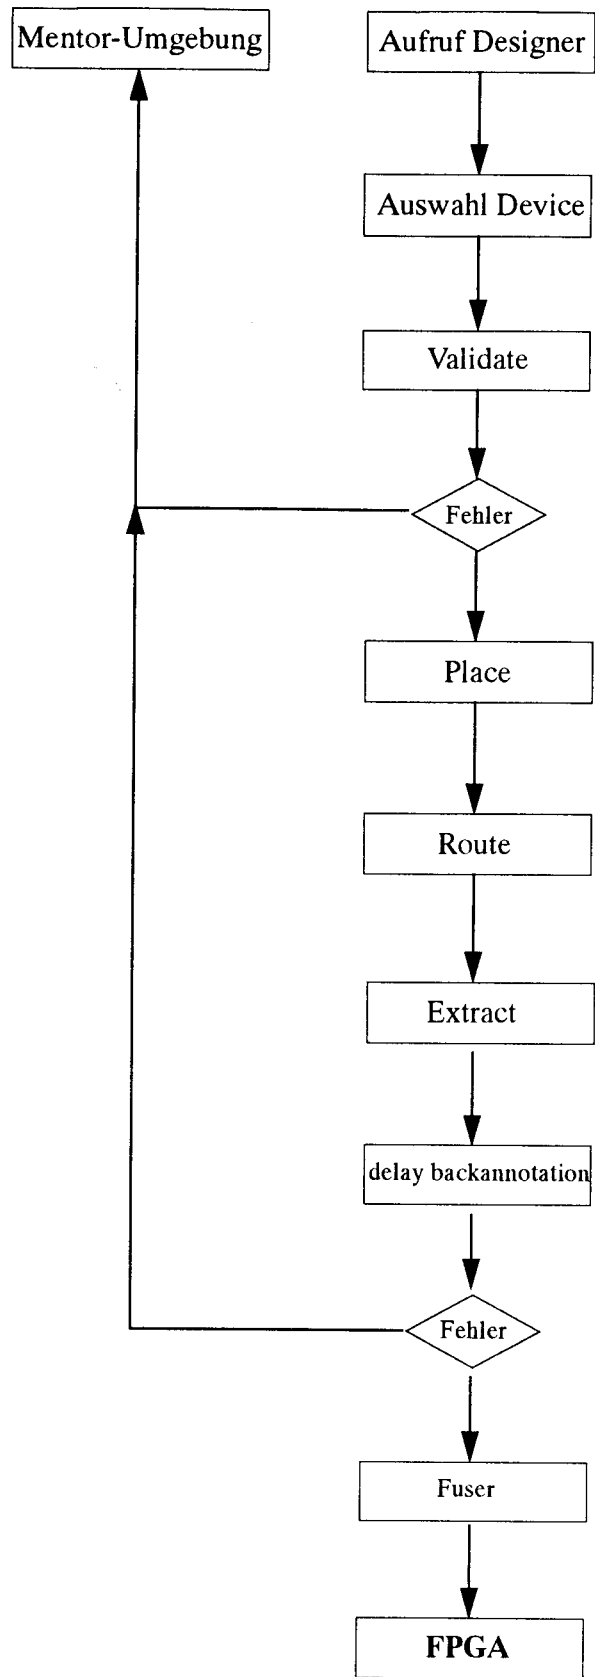 Mentor-Umgebung
Aufruf Designer
Auswahl Device
Validate
Fehler
Place
Route
Extract
delay backannotation
Fehler
Fuser
FPGA